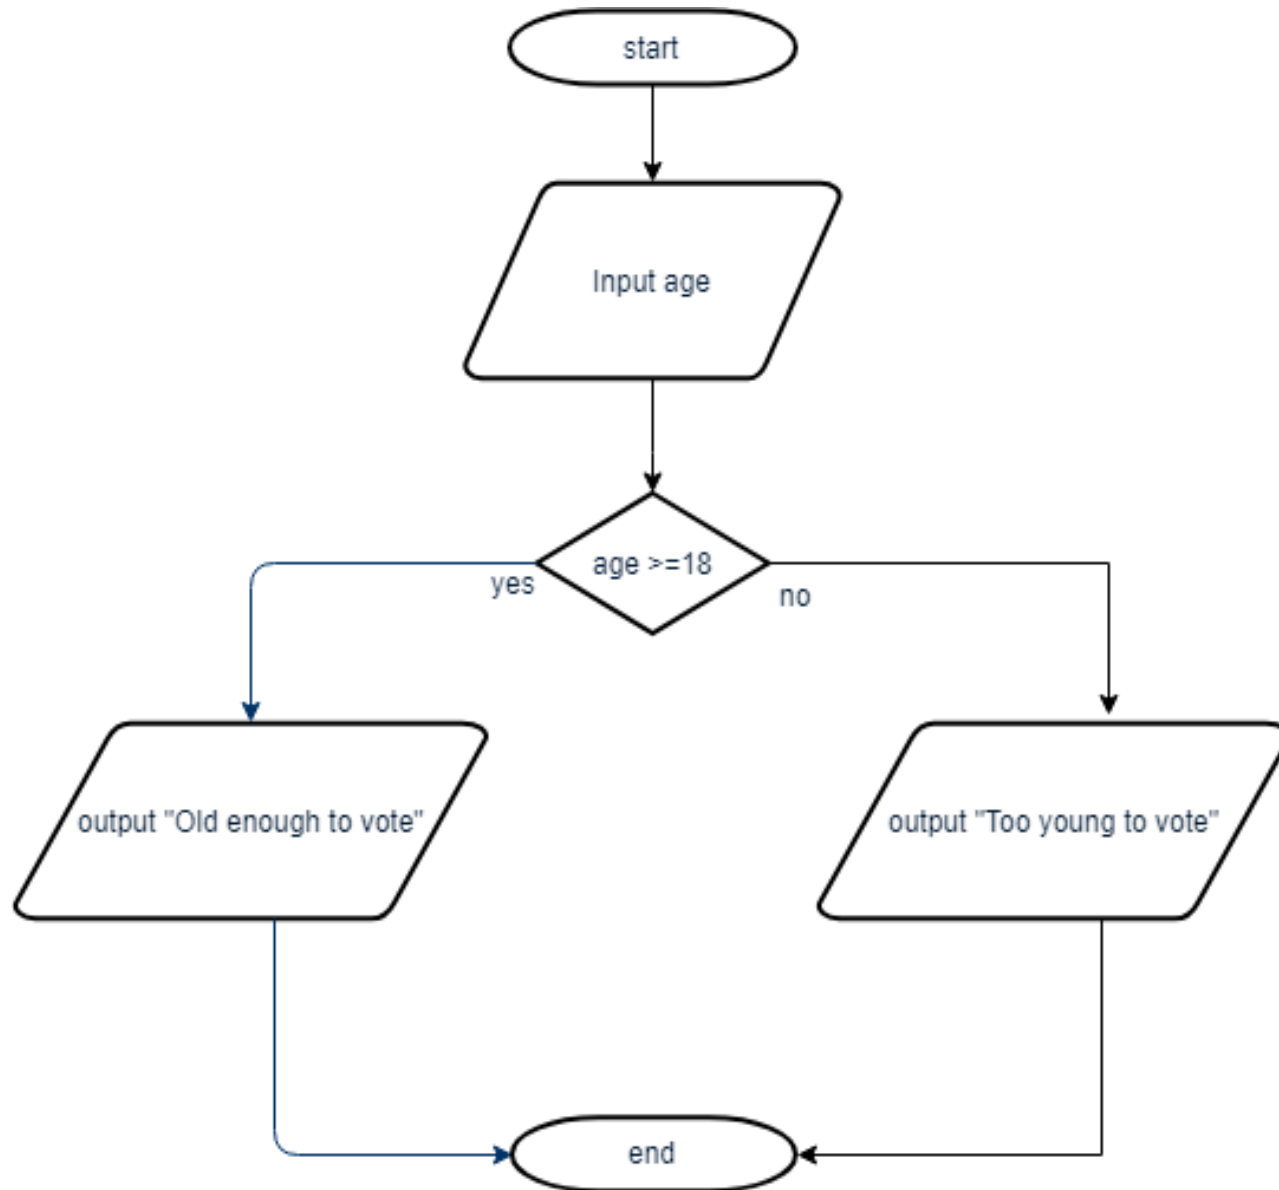 start
Input age
age >=18
yes
no
output "Old enough to vote"
output "Too young to vote"
end